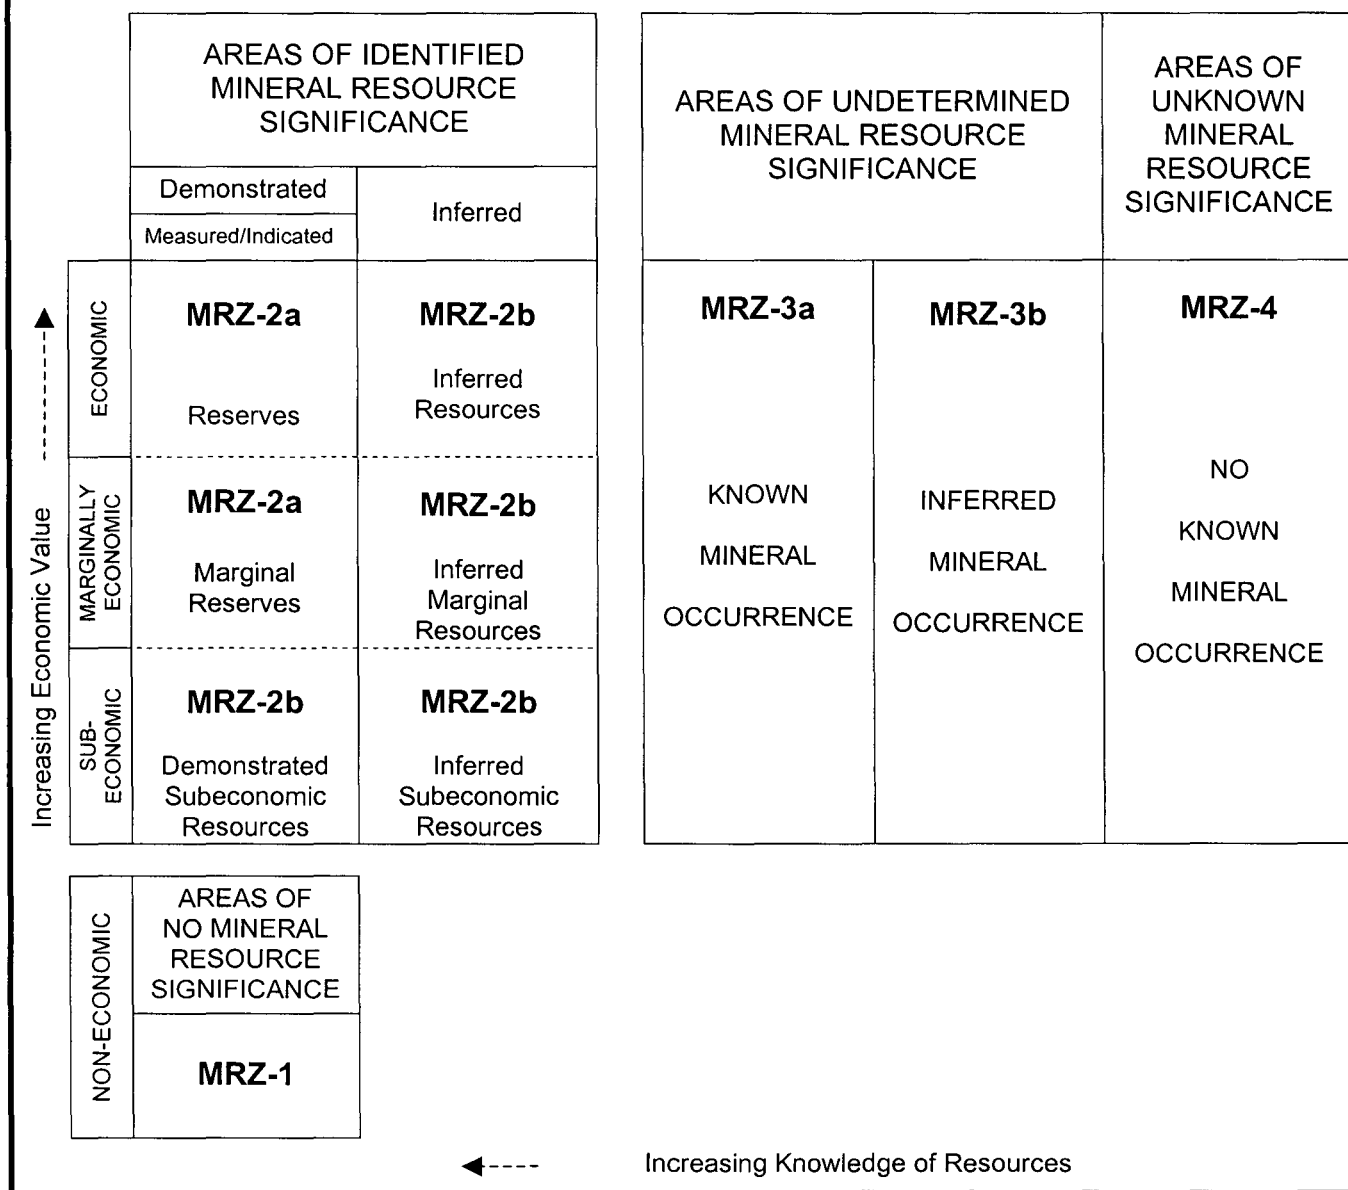 AREAS OF IDENTIFIED
MINERAL RESOURCE
SIGNIFICANCE
Demonstrated
Measured/Indicated
Inferred
AREAS OF UNDETERMINED
MINERAL RESOURCE
SIGNIFICANCE
AREAS OF
UNKNOWN
MINERAL
RESOURCE
SIGNIFICANCE
Increasing Economic Value
ECONOMIC
MRZ-2a
Reserves
MRZ-2b
Inferred
Resources
MARGINALLY
ECONOMIC
MRZ-2a
Marginal
Reserves
MRZ-2b
Inferred
Marginal
Resources
SUB-
ECONOMIC
MRZ-2b
Demonstrated
Subeconomic
Resources
MRZ-2b
Inferred
Subeconomic
Resources
MRZ-3a
KNOWN
MINERAL
OCCURRENCE
MRZ-3b
INFERRED
MINERAL
OCCURRENCE
MRZ-4
NO
KNOWN
MINERAL
OCCURRENCE
NON-ECONOMIC
AREAS OF
NO MINERAL
RESOURCE
SIGNIFICANCE
MRZ-1
Increasing Knowledge of Resources